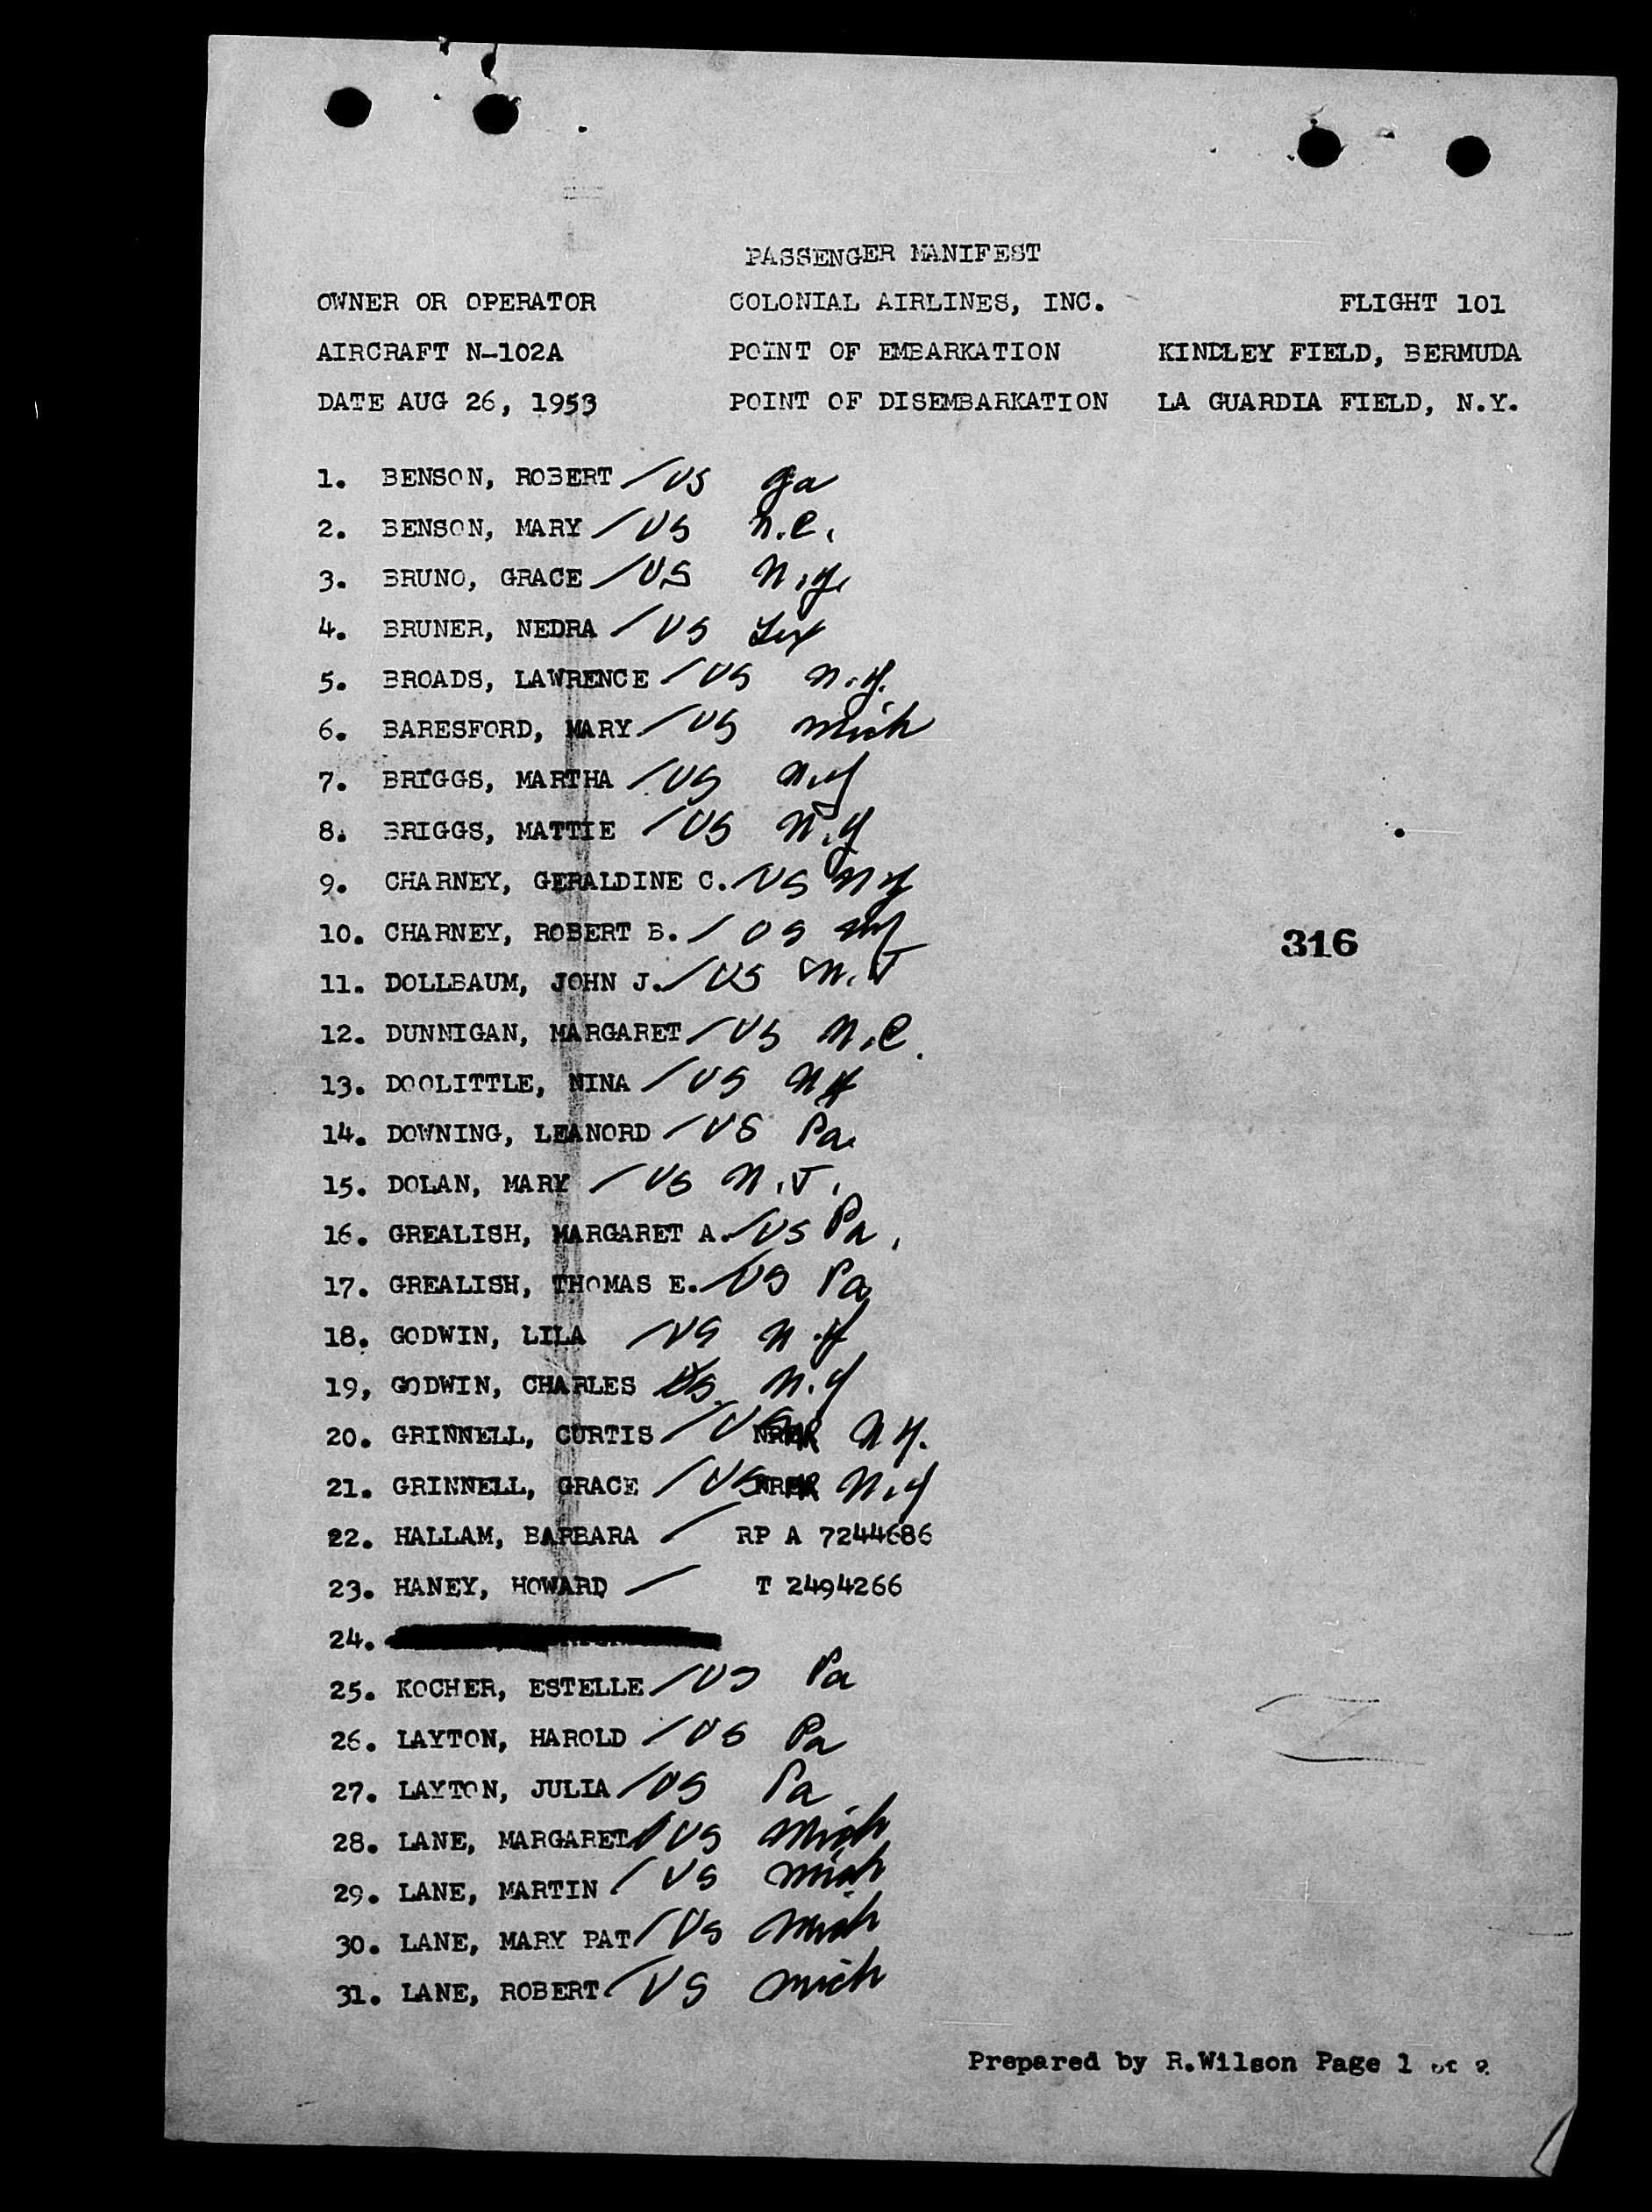 PASSENGER MANIFEST
OWNER OR OPERATOR COLONIAL AIRLINES, INC. FLIGHT 101
AIRCRAFT N-102A POINT OF EMBARKATION KINDLEY FIELD, BERMUDA
DATE AUG 26, 1953 POINT OF DISEMBARKATION LA GUARDIA FIELD, N.Y.
1. BENSON, ROBERT / US Ga
2. BENSON, MARY / US N.C.
3. BRUNO, GRACE / US N.Y.
4. BRUNER, NEDRA / US Tex
5. BROADS, LAWRENCE / US N.Y.
6. BARESFORD, MARY / US Mich
7. BRIGGS, MARTHA / US N.Y
8. BRIGGS, MATTIE / US N.Y
9. CHARNEY, GERALDINE C. / US NY
10. CHARNEY, ROBERT B. / US NY
11. DOLLBAUM, JOHN J. / US N.J
12. DUNNIGAN, MARGARET / US N.C.
13. DOOLITTLE, NINA / US NY
14. DOWNING, LEANORD / US Pa.
15. DOLAN, MARY / US N.J.
16. GREALISH, MARGARET A. / US Pa.
17. GREALISH, THOMAS E. / US Pa
18. GODWIN, LILA / US N.Y
19, GODWIN, CHARLES US. N.Y
20. GRINNELL, CURTIS / US N.Y.
21. GRINNELL, GRACE / US N.Y
22. HALLAM, BARBARA / RP A 7244686
23. HANEY, HOWARD / T 2494266
24.
25. KOCHER, ESTELLE / US Pa
26. LAYTON, HAROLD / US Pa
27. LAYTON, JULIA / US Pa
28. LANE, MARGARET / US Mich
29. LANE, MARTIN / US Mich
30. LANE, MARY PAT / US Mich
31. LANE, ROBERT / US Mich
316
Prepared by R.Wilson Page 1 of 2